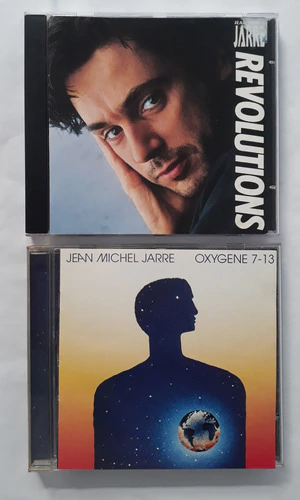 JARRE
REVOLUTIONS
JEAN MICHEL JARRE OXYGENE 7-13